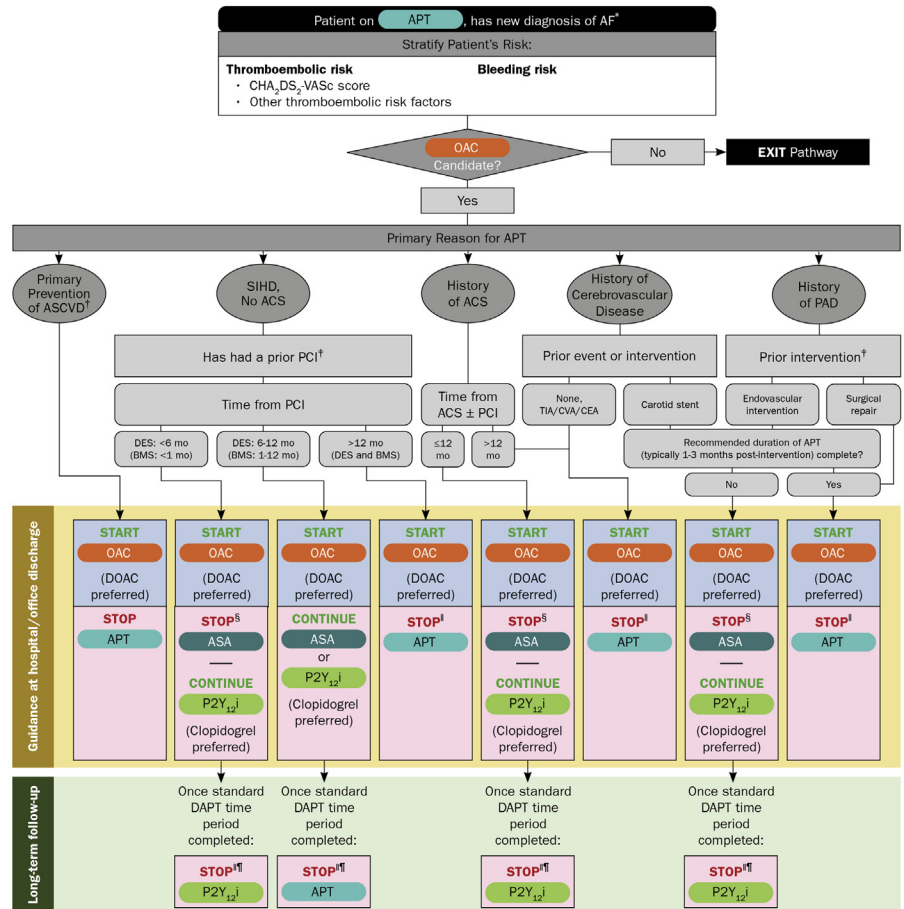 Patient on APT, has new diagnosis of AF*
Stratify Patient's Risk:
Thromboembolic risk
• CHA₂DS₂-VASc score
• Other thromboembolic risk factors
Bleeding risk
OAC
Candidate?
No
EXIT Pathway
Yes
Primary Reason for APT
Primary
Prevention
of ASCVD†
SIHD,
No ACS
History
of ACS
History of
Cerebrovascular
Disease
History
of PAD
Has had a prior PCI†
Prior event or intervention
Prior intervention†
Time from PCI
Time from
ACS ± PCI
None,
TIA/CVA/CEA
Carotid stent
Endovascular
intervention
Surgical
repair
DES: <6 mo
(BMS: <1 mo)
DES: 6-12 mo
(BMS: 1-12 mo)
>12 mo
(DES and BMS)
≤12
mo
>12
mo
Recommended duration of APT
(typically 1-3 months post-intervention) complete?
No
Yes
Guidance at hospital/office discharge
START
OAC
(DOAC
preferred)
STOP
APT
START
OAC
(DOAC
preferred)
STOP§
ASA
CONTINUE
P2Y₁₂i
(Clopidogrel
preferred)
START
OAC
(DOAC
preferred)
CONTINUE
ASA
or
P2Y₁₂i
(Clopidogrel
preferred)
START
OAC
(DOAC
preferred)
STOP‖
APT
START
OAC
(DOAC
preferred)
STOP§
ASA
CONTINUE
P2Y₁₂i
(Clopidogrel
preferred)
START
OAC
(DOAC
preferred)
STOP‖
APT
START
OAC
(DOAC
preferred)
STOP§
ASA
CONTINUE
P2Y₁₂i
(Clopidogrel
preferred)
START
OAC
(DOAC
preferred)
STOP‖
APT
Long-term follow-up
Once standard
DAPT time
period
completed:
STOP‖¶
P2Y₁₂i
Once standard
DAPT time
period
completed:
STOP‖¶
APT
Once standard
DAPT time
period
completed:
STOP‖¶
P2Y₁₂i
Once standard
DAPT time
period
completed:
STOP‖¶
P2Y₁₂i